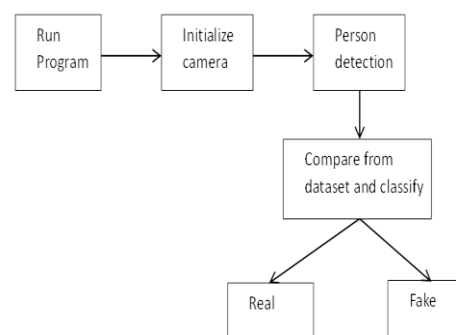 Run
Program
Initialize
camera
Person
detection
Compare from
dataset and classify
Real
Fake